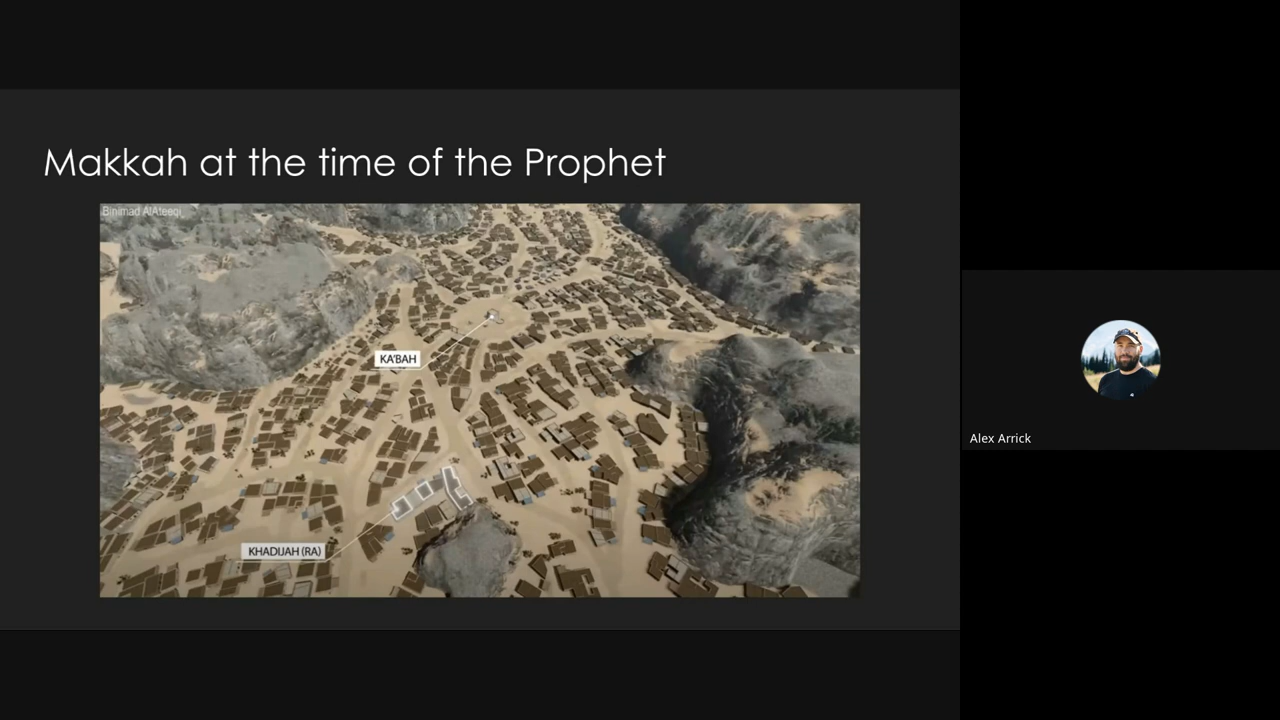 Makkah at the time of the Prophet
Binimad AlAteeqi
KA'BAH
KHADIJAH (RA)
Alex Arrick